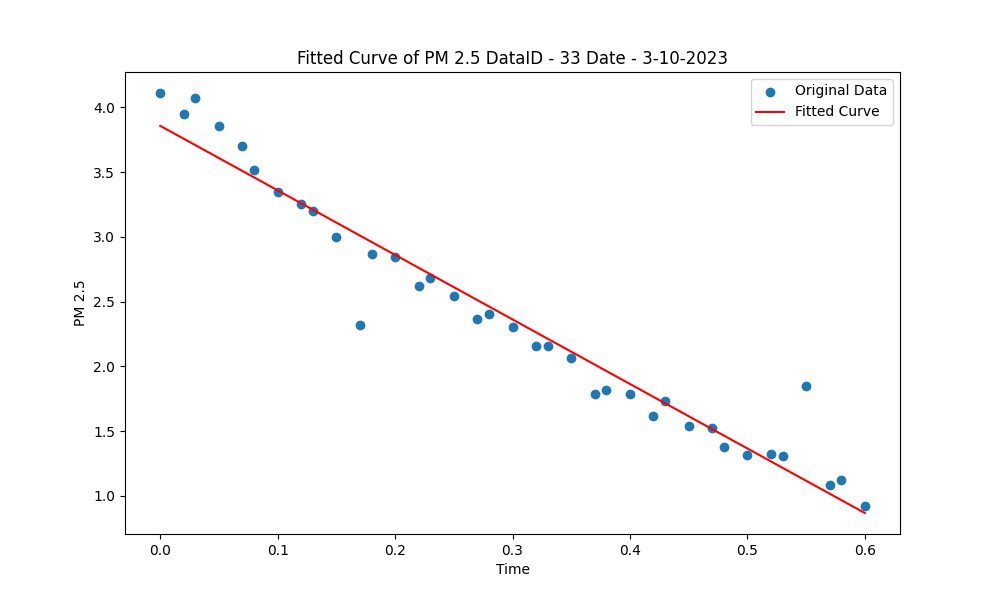 Fitted Curve of PM 2.5 DataID - 33 Date - 3-10-2023
Original Data
Fitted Curve
PM 2.5
4.0
3.5
3.0
2.5
2.0
1.5
1.0
0.0 0.1 0.2 0.3 0.4 0.5 0.6
Time